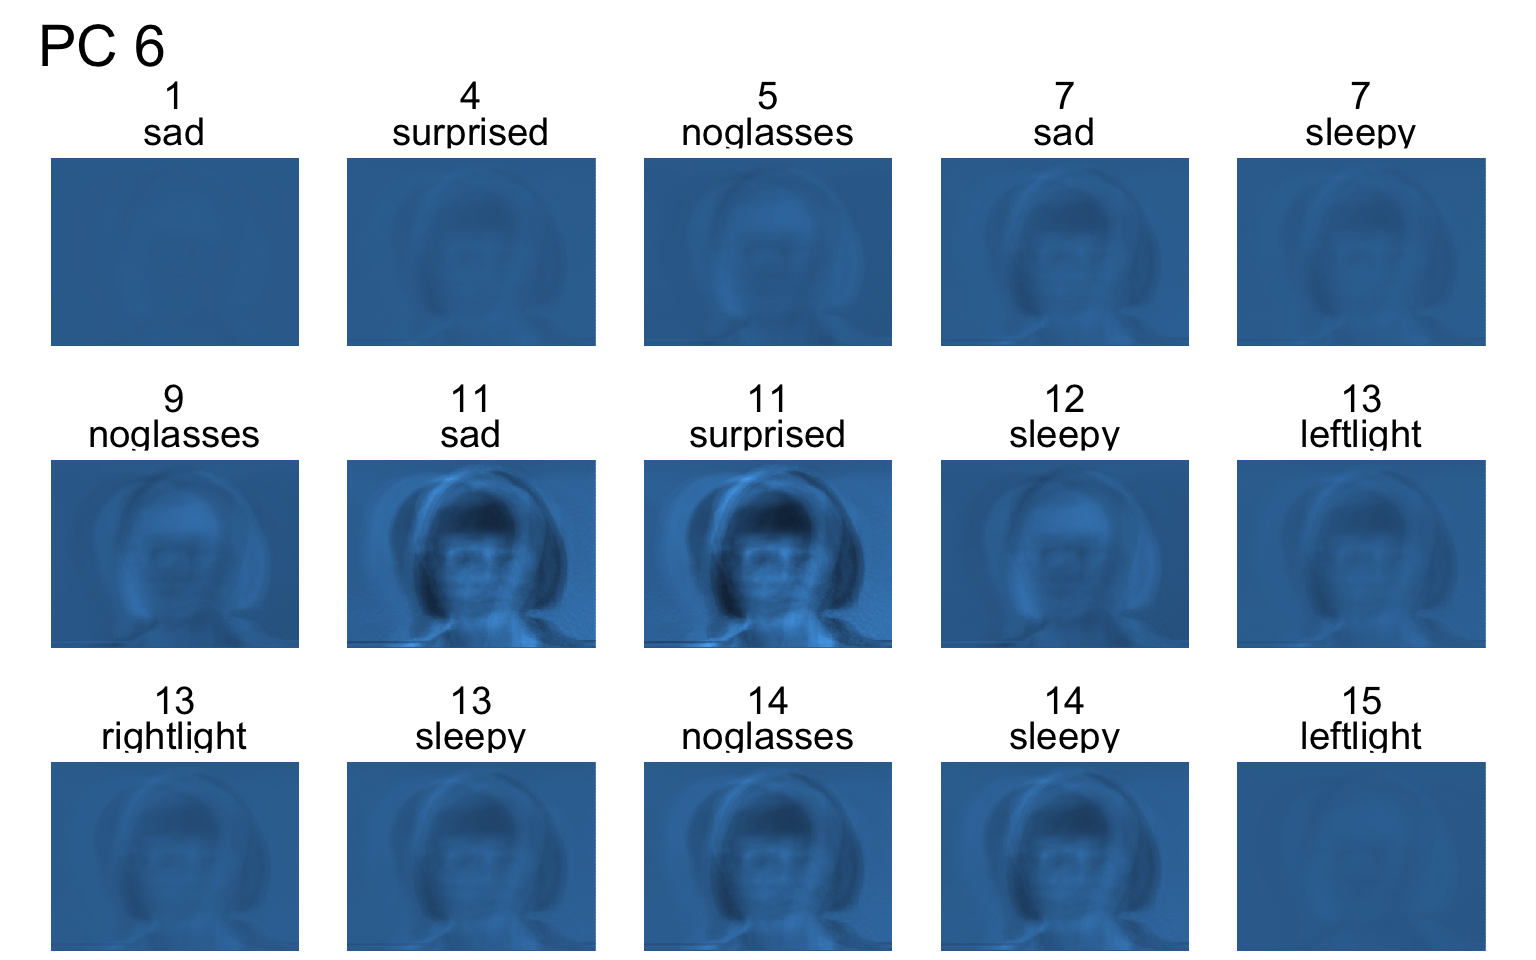 PC 6
1
sad
4
surprised
5
noglasses
7
sad
7
sleepy
9
noglasses
11
sad
11
surprised
12
sleepy
13
leftlight
13
rightlight
13
sleepy
14
noglasses
14
sleepy
15
leftlight